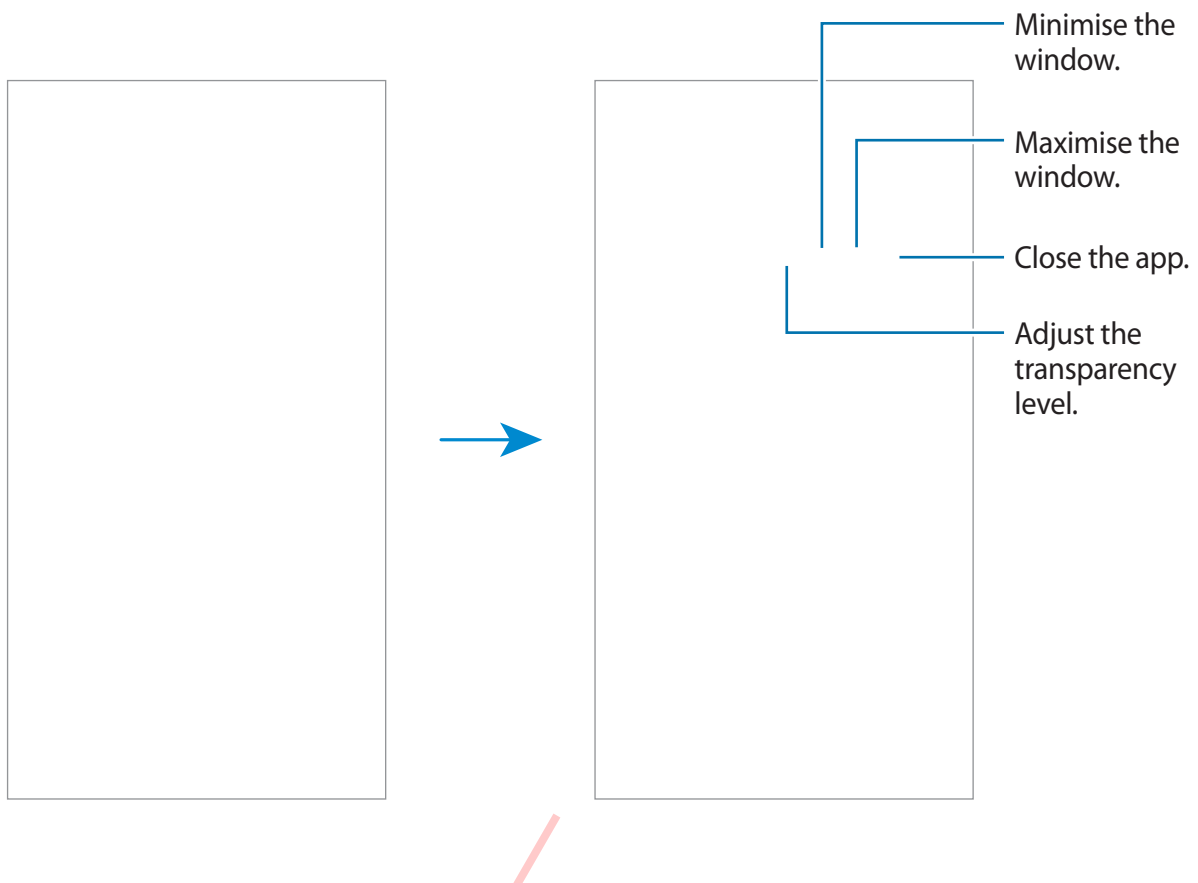 Minimise the
window.
Maximise the
window.
Close the app.
Adjust the
transparency
level.